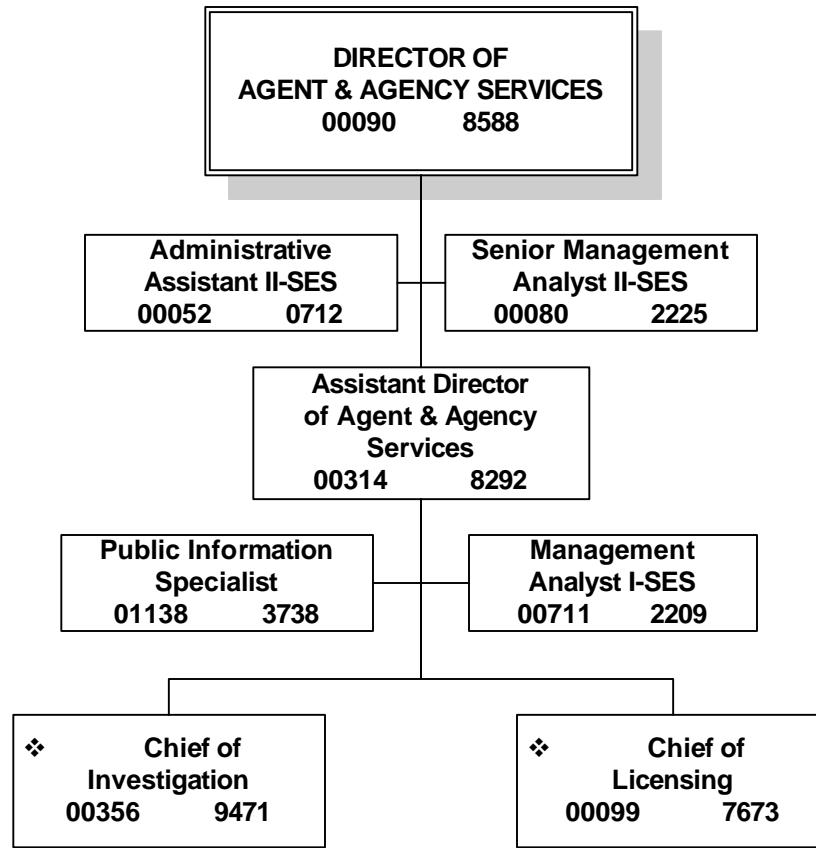 DIRECTOR OF
AGENT & AGENCY SERVICES
00090 8588
Administrative
Assistant II-SES
00052 0712
Senior Management
Analyst II-SES
00080 2225
Assistant Director
of Agent & Agency
Services
00314 8292
Public Information
Specialist
01138 3738
Management
Analyst I-SES
00711 2209
❖ Chief of
Investigation
00356 9471
❖ Chief of
Licensing
00099 7673